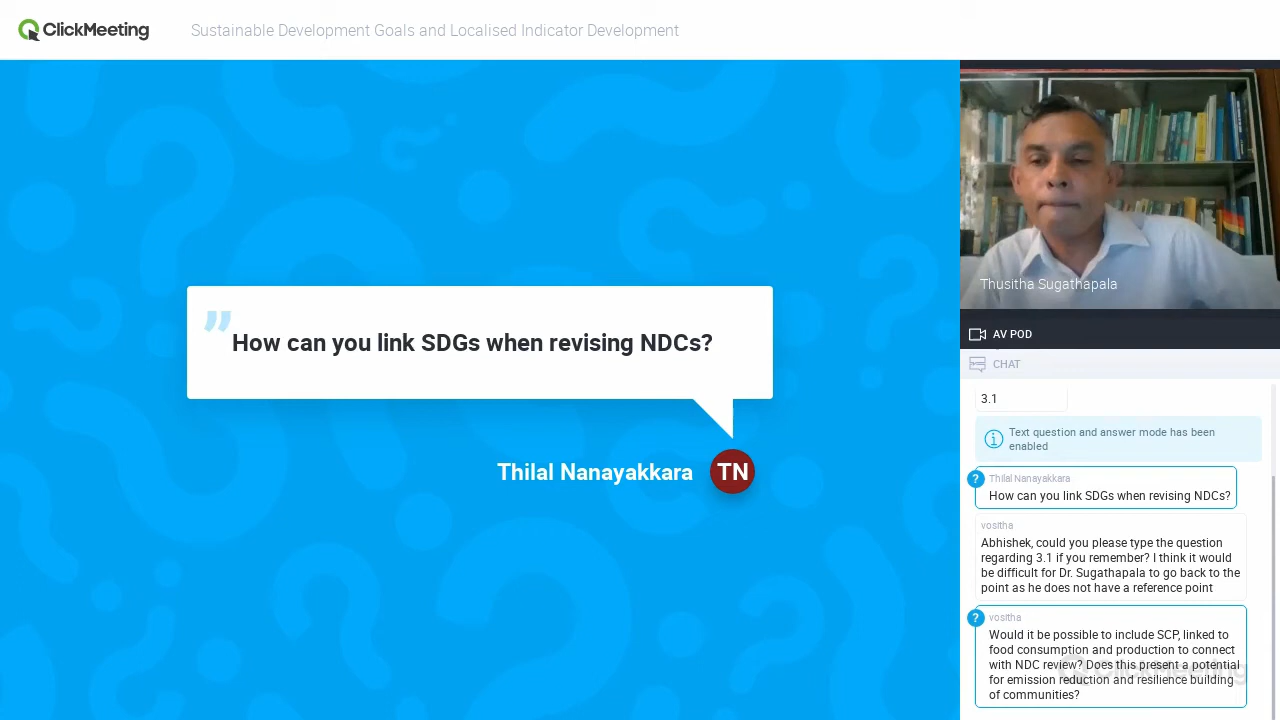 ClickMeeting
Sustainable Development Goals and Localised Indicator Development
How can you link SDGs when revising NDCs?
Thilal Nanayakkara
TN
Thusitha Sugathapala
AV POD
CHAT
3.1
Text question and answer mode has been
enabled
?
Thilal Nanayakkara
How can you link SDGs when revising NDCs?
vositha
Abhishek, could you please type the question
regarding 3.1 if you remember? I think it would
be difficult for Dr. Sugathapala to go back to the
point as he does not have a reference point
?
vositha
Would it be possible to include SCP, linked to
food consumption and production to connect
with NDC review? Does this present a potential
for emission reduction and resilience building
of communities?
ClickMeeting